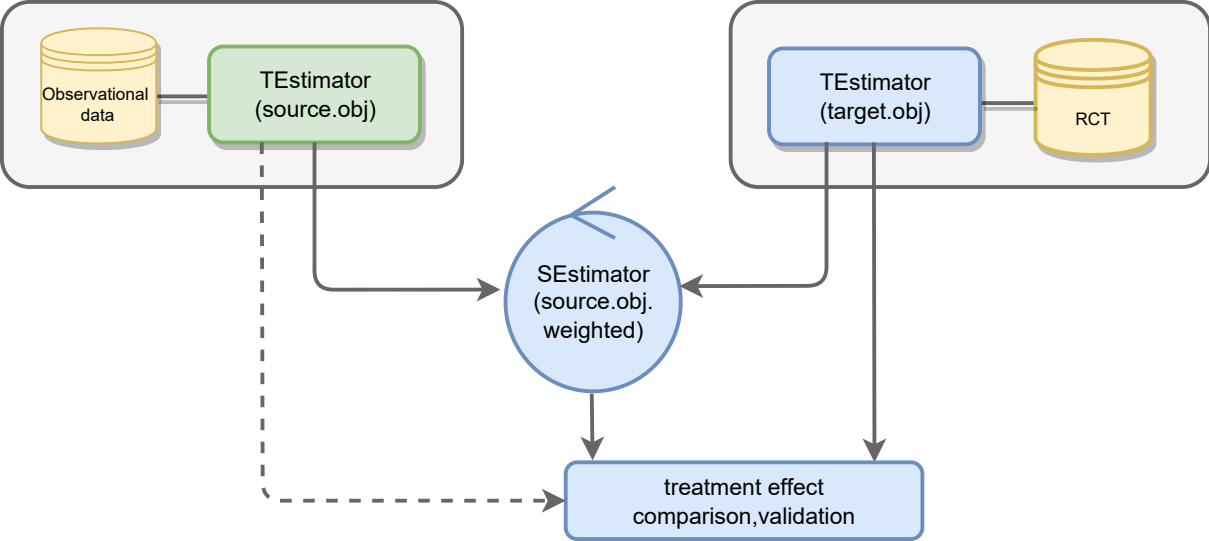 Observational
data
TEstimator
(source.obj)
TEstimator
(target.obj)
RCT
SEstimator
(source.obj.
weighted)
treatment effect
comparison,validation